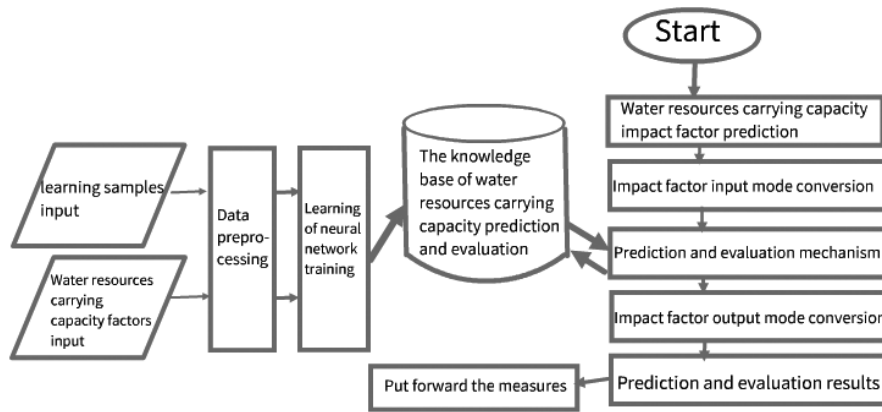 Start
Water resources carrying capacity
impact factor prediction
Impact factor input mode conversion
Prediction and evaluation mechanism
Impact factor output mode conversion
Prediction and evaluation results
Put forward the measures
The knowledge
base of water
resources carrying
capacity prediction
and evaluation
learning samples
input
Water resources
carrying
capacity factors
input
Data
prepro-
cessing
Learning
of neural
network
training